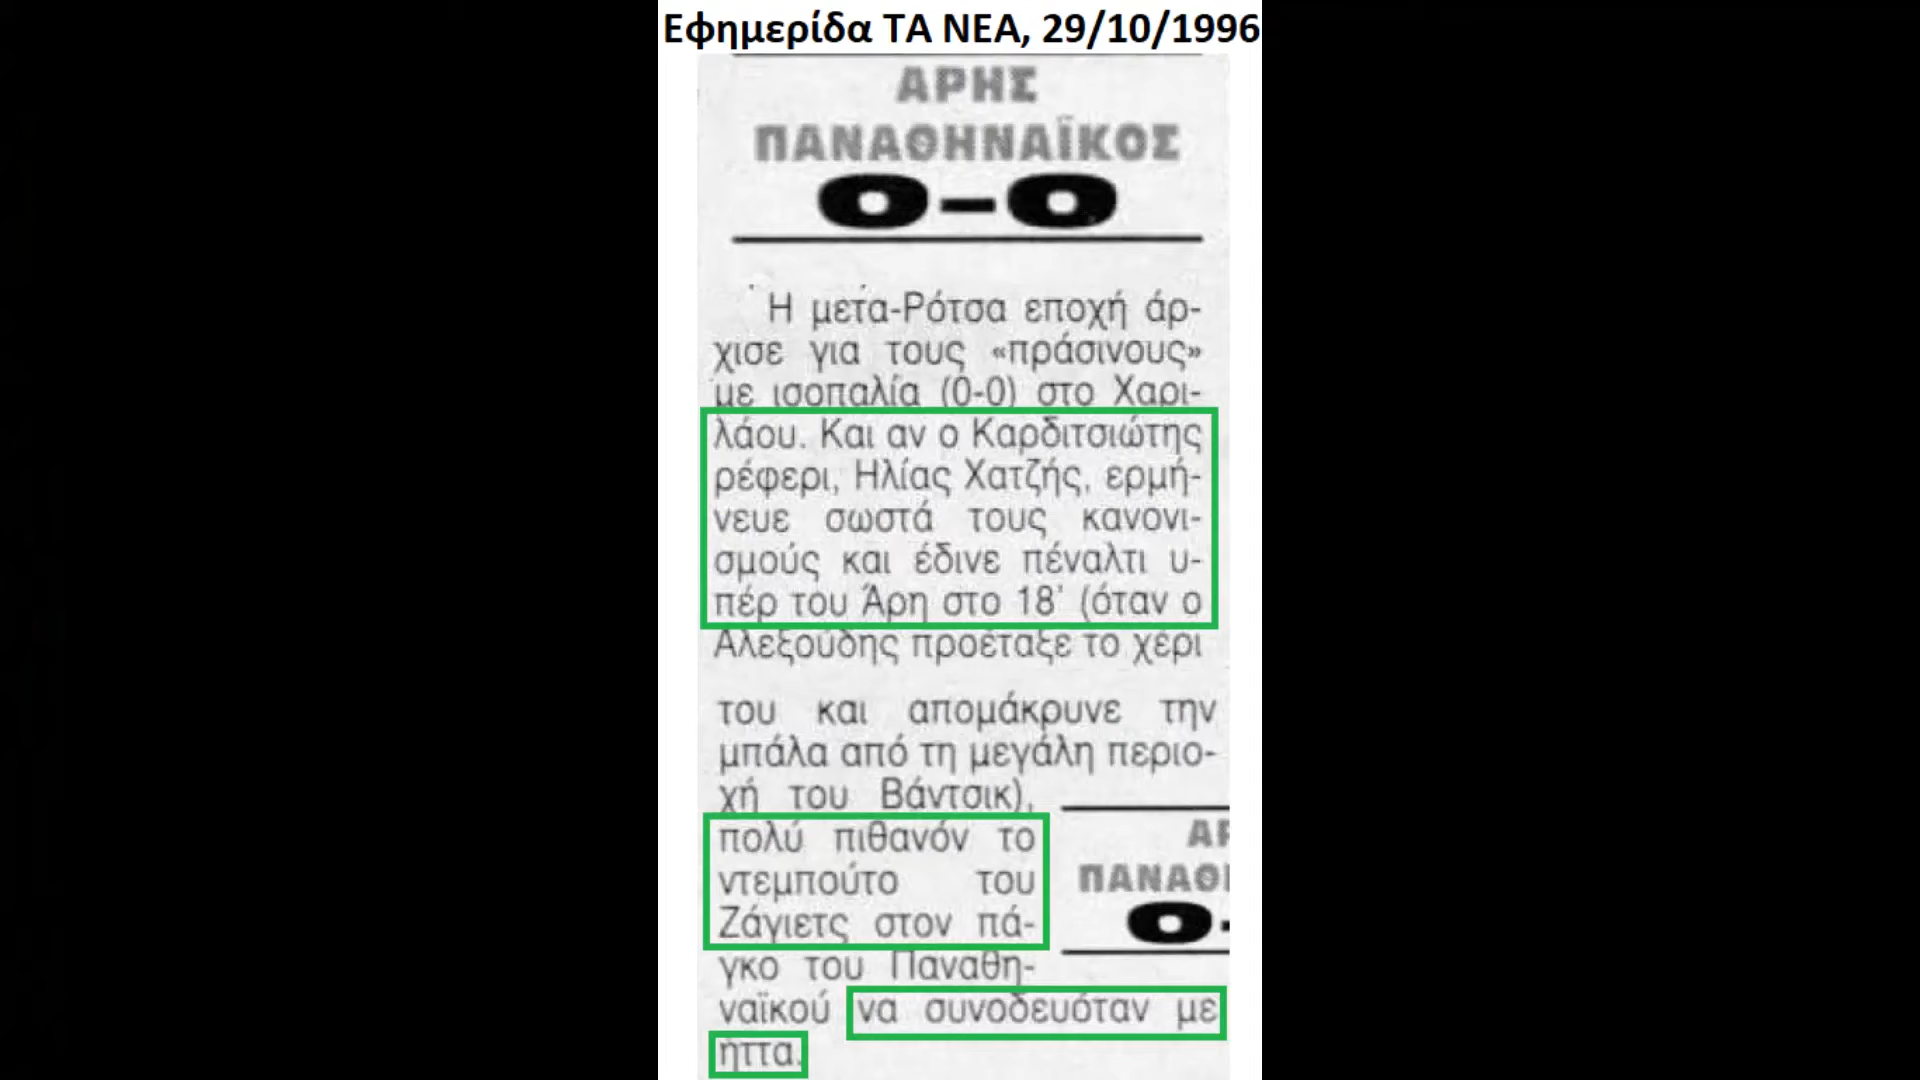 Εφημερίδα ΤΑ ΝΕΑ, 29/10/1996
ΑΡΗΣ
ΠΑΝΑΘΗΝΑΪΚΟΣ
0-0
Η μετά-Ρότσα εποχή άρ-
χισε για τους «πράσινους»
με ισοπαλία (0-0) στο Χαρι-
λάου. Και αν ο Καρδιτσιώτης
ρέφερι, Ηλίας Χατζής, ερμή-
νευε σωστά τους κανονι-
σμούς και έδινε πέναλτι υ-
πέρ του Άρη στο 18' (όταν ο
Αλεξούδης προέταξε το χέρι
του και απομάκρυνε την
μπάλα από τη μεγάλη περιο-
χή του Βάντσικ),
πολύ πιθανόν το
ντεμπούτο του
Ζάγιετς στον πά-
γκο του Παναθη-
ναϊκού να συνοδευόταν με
ήττα.
ΑΡ
ΠΑΝΑΘΙ
0-